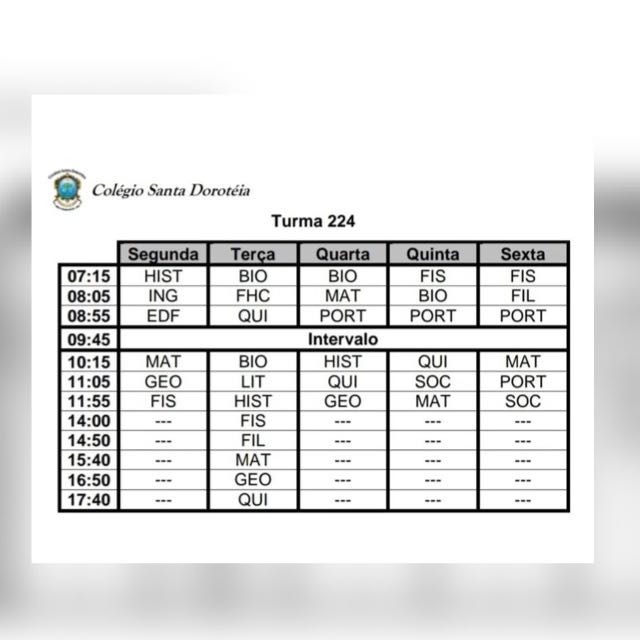 Colégio Santa Dorotéia
Turma 224
Segunda Terça Quarta Quinta Sexta
07:15 HIST BIO BIO FIS FIS
08:05 ING FHC MAT BIO FIL
08:55 EDF QUI PORT PORT PORT
09:45 Intervalo
10:15 MAT BIO HIST QUI MAT
11:05 GEO LIT QUI SOC PORT
11:55 FIS HIST GEO MAT SOC
14:00 --- FIS --- --- ---
14:50 --- FIL --- --- ---
15:40 --- MAT --- --- ---
16:50 --- GEO --- --- ---
17:40 --- QUI --- --- ---